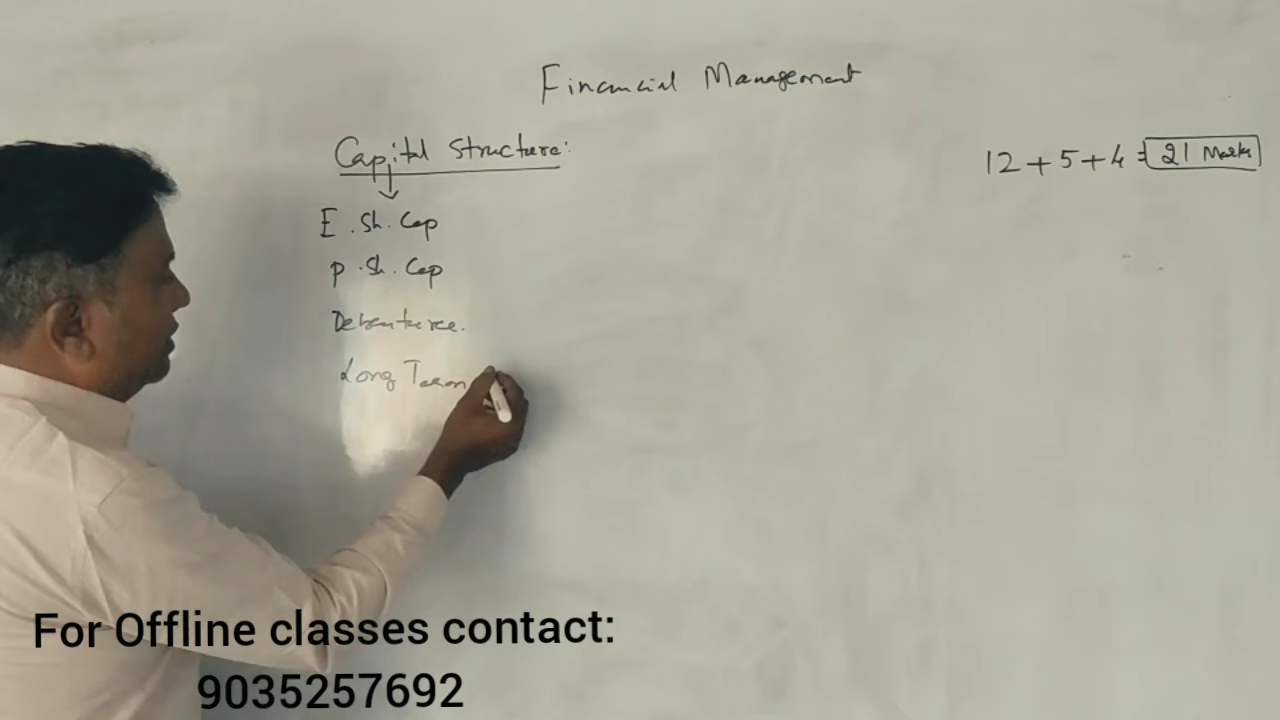 Financial Management
Capital Structure:
12 + 5 + 4 = 21 Marks
E. Sh. Cap
P. Sh. Cap
Debenture.
Long Term
For Offline classes contact:
9035257692